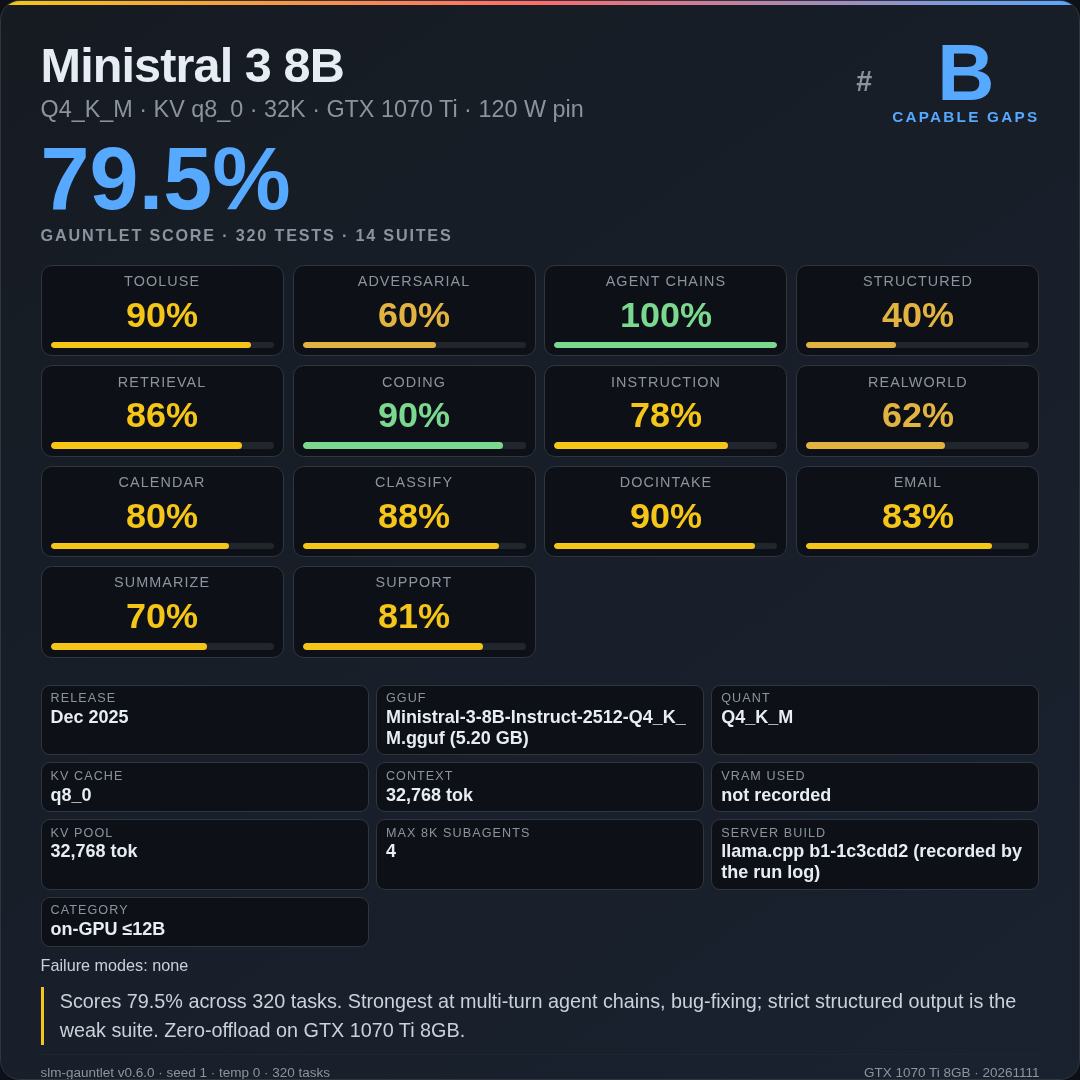 Ministral 3 8B
# B
Q4_K_M · KV q8_0 · 32K · GTX 1070 Ti · 120 W pin
CAPABLE GAPS
79.5%
GAUNTLET SCORE · 320 TESTS · 14 SUITES
TOOLUSE
90%
ADVERSARIAL
60%
AGENT CHAINS
100%
STRUCTURED
40%
RETRIEVAL
86%
CODING
90%
INSTRUCTION
78%
REALWORLD
62%
CALENDAR
80%
CLASSIFY
88%
DOCINTAKE
90%
EMAIL
83%
SUMMARIZE
70%
SUPPORT
81%
RELEASE
Dec 2025
GGUF
Ministral-3-8B-Instruct-2512-Q4_K_
M.gguf (5.20 GB)
QUANT
Q4_K_M
KV CACHE
q8_0
CONTEXT
32,768 tok
VRAM USED
not recorded
KV POOL
32,768 tok
MAX 8K SUBAGENTS
4
SERVER BUILD
llama.cpp b1-1c3cdd2 (recorded by
the run log)
CATEGORY
on-GPU ≤12B
Failure modes: none
Scores 79.5% across 320 tasks. Strongest at multi-turn agent chains, bug-fixing; strict structured output is the
weak suite. Zero-offload on GTX 1070 Ti 8GB.
slm-gauntlet v0.6.0 · seed 1 · temp 0 · 320 tasks
GTX 1070 Ti 8GB · 20261111